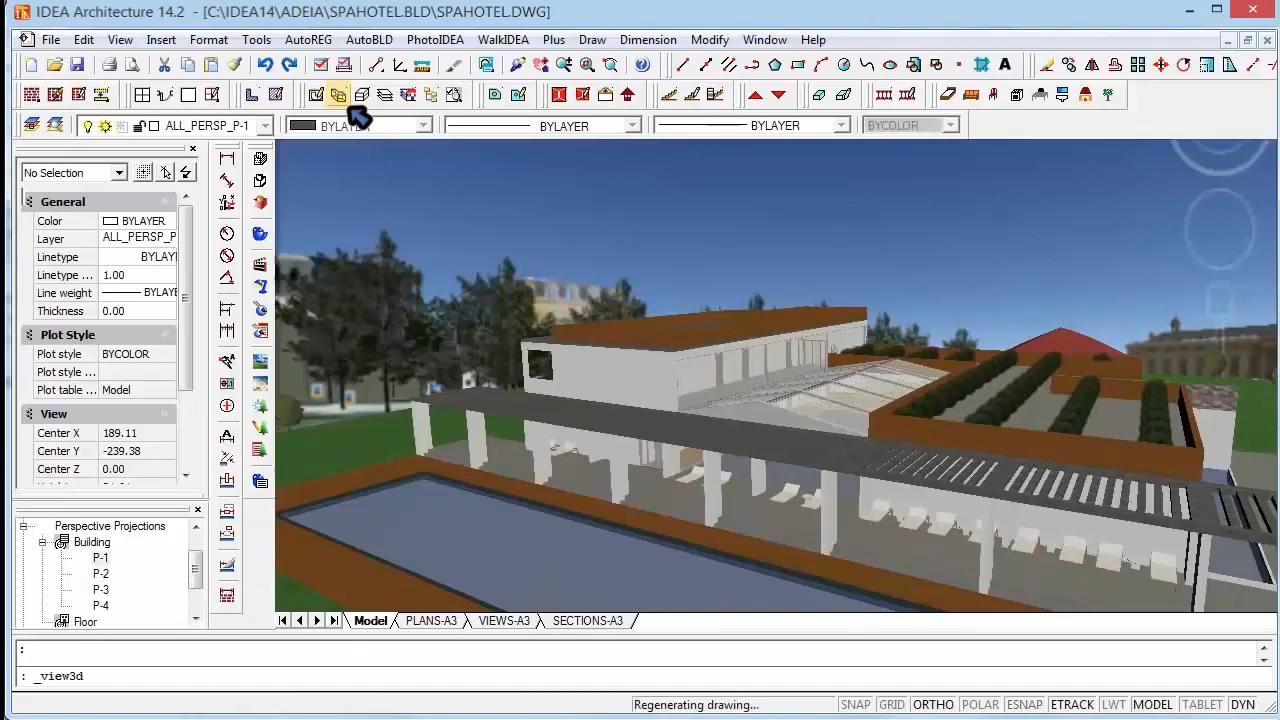 IDEA Architecture 14.2 - [C:\IDEA14\ADEIA\SPAHOTEL.BLD\SPAHOTEL.DWG]
File Edit View Insert Format Tools AutoREG AutoBLD PhotoIDEA WalkIDEA Plus Draw Dimension Modify Window Help
ALL_PERSP_P-1 BYLAYER BYLAYER BYLAYER BYCOLOR
No Selection
General
Color BYLAYER
Layer ALL_PERSP_P
Linetype BYLAY
Linetype ... 1.00
Line weight BYLAYE
Thickness 0.00
Plot Style
Plot style BYCOLOR
Plot style ...
Plot table ... Model
View
Center X 189.11
Center Y -239.38
Center Z 0.00
Perspective Projections
Building
P-1
P-2
P-3
P-4
Floor
Model PLANS-A3 VIEWS-A3 SECTIONS-A3
:
: _view3d
Regenerating drawing... SNAP GRID ORTHO POLAR ESNAP ETRACK LWT MODEL TABLET DYN